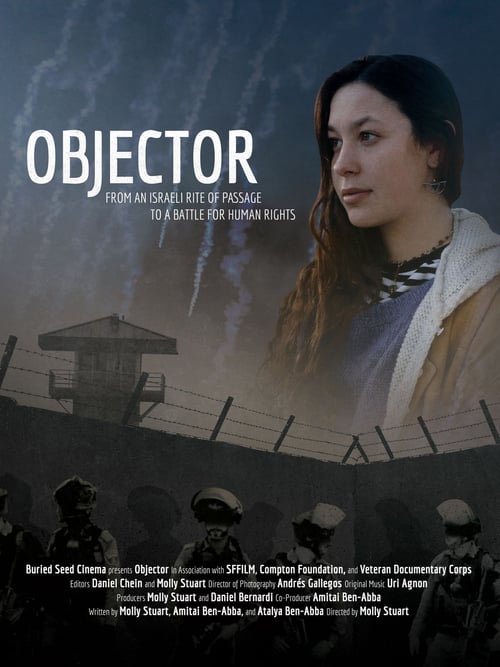 OBJECTOR
FROM AN ISRAELI RITE OF PASSAGE
TO A BATTLE FOR HUMAN RIGHTS
Buried Seed Cinema presents Objector In Association with SFFILM, Compton Foundation, and Veteran Documentary Corps
Editors Daniel Chein and Molly Stuart Director of Photography Andrés Gallegos Original Music Uri Agnon
Producers Molly Stuart and Daniel Bernardi Co-Producer Amitai Ben-Abba
Written by Molly Stuart, Amitai Ben-Abba, and Atalya Ben-Abba Directed by Molly Stuart